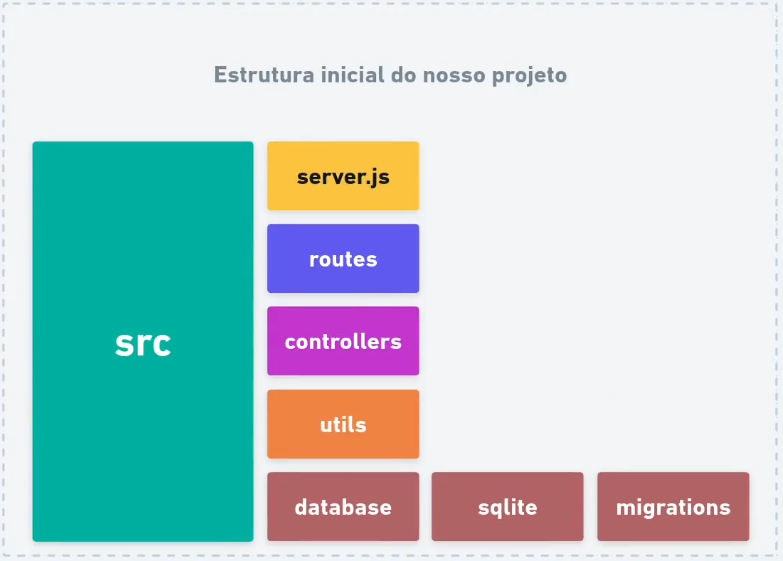 Estrutura inicial do nosso projeto
src
server.js
routes
controllers
utils
database
sqlite
migrations